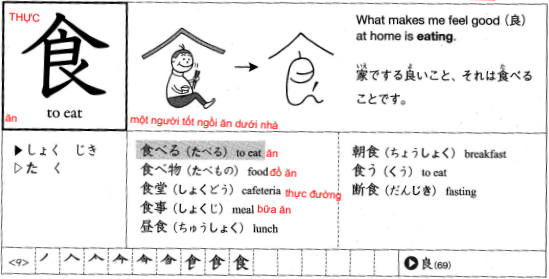 THỰC
食
ăn
to eat
một người tốt ngồi ăn dưới nhà
What makes me feel good (良)
at home is eating.
家でする良いこと、それは食べる
ことです。
いえ
よ
た
▶しょく じき
▷た く
食べる（たべる） to eat ăn
食べ物（たべもの） food đồ ăn
食堂（しょくどう） cafeteria thực đường
食事（しょくじ） meal bữa ăn
昼食（ちゅうしょく） lunch
朝食（ちょうしょく） breakfast
食う（くう） to eat
断食（だんじき） fasting
<9>
食
▶良(69)